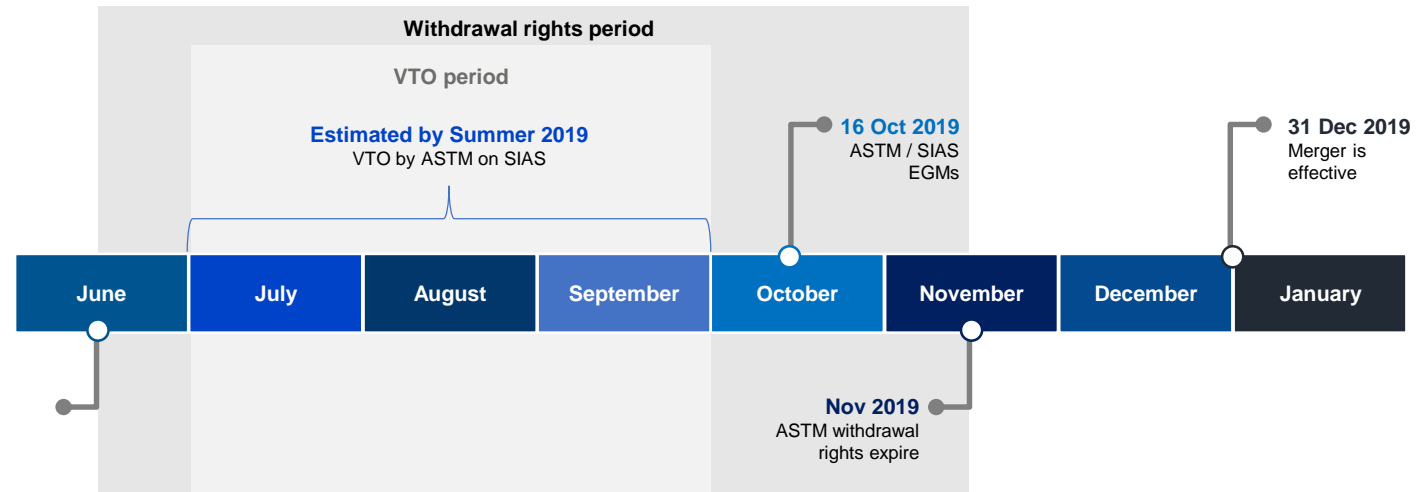 Withdrawal rights period
VTO period
Estimated by Summer 2019
VTO by ASTM on SIAS
16 Oct 2019
ASTM / SIAS
EGMs
31 Dec 2019
Merger is
effective
June
July
August
September
October
November
December
January
Nov 2019
ASTM withdrawal
rights expire